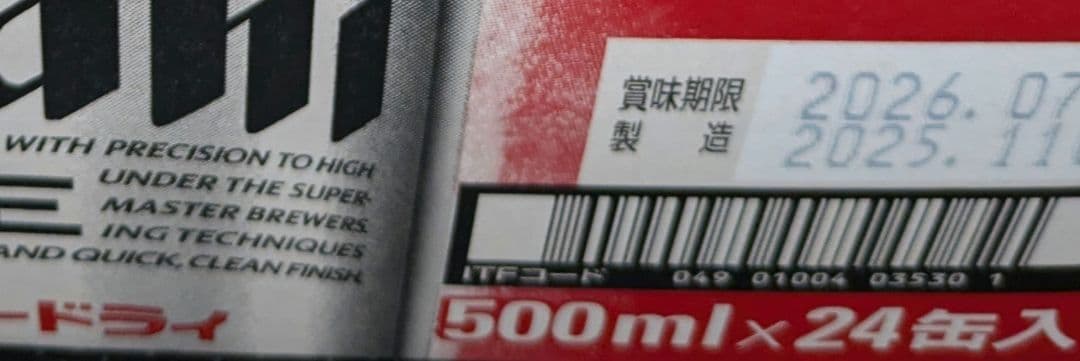 ahi
WITH PRECISION TO HIGH
UNDER THE SUPER-
MASTER BREWERS.
ING TECHNIQUES
AND QUICK, CLEAN FINISH.
ードライ
賞味期限 2026.07
製造 2025.11
ITFコード 049 01004 03530 1
500ml×24缶入